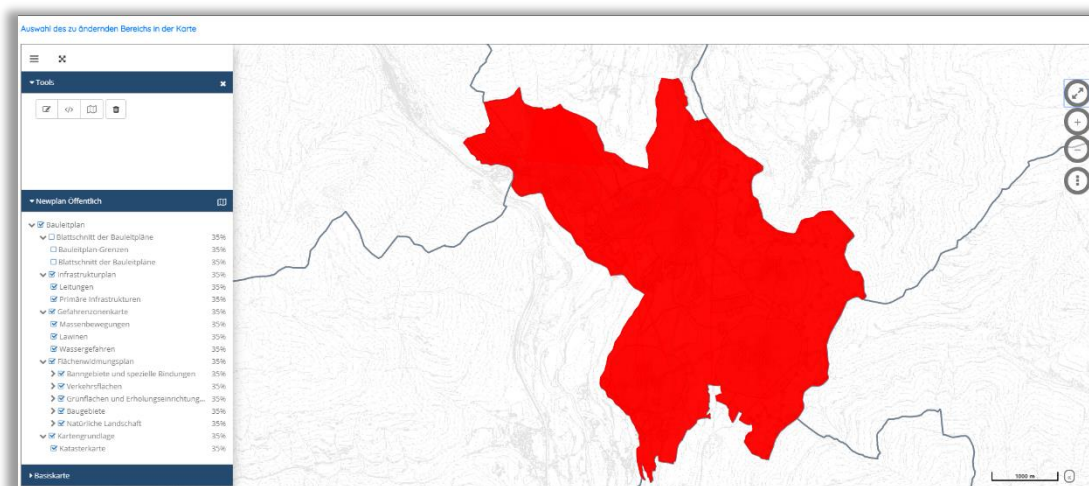 Auswahl des zu ändernden Bereichs in der Karte
Tools
Newplan Öffentlich
Bauleitplan
Blattschnitt der Bauleitpläne 35%
Bauleitplan-Grenzen 35%
Blattschnitt der Bauleitpläne 35%
Infrastrukturplan 35%
Leitungen 35%
Primäre Infrastrukturen 35%
Gefahrenzonenkarte 35%
Massenbewegungen 35%
Lawinen 35%
Wassergefahren 35%
Flächenwidmungsplan 35%
Banngebiete und spezielle Bindungen 35%
Verkehrsflächen 35%
Grünflächen und Erholungseinrichtung... 35%
Baugebiete 35%
Natürliche Landschaft 35%
Kartengrundlage 35%
Katasterkarte 35%
Basiskarte
1000 m